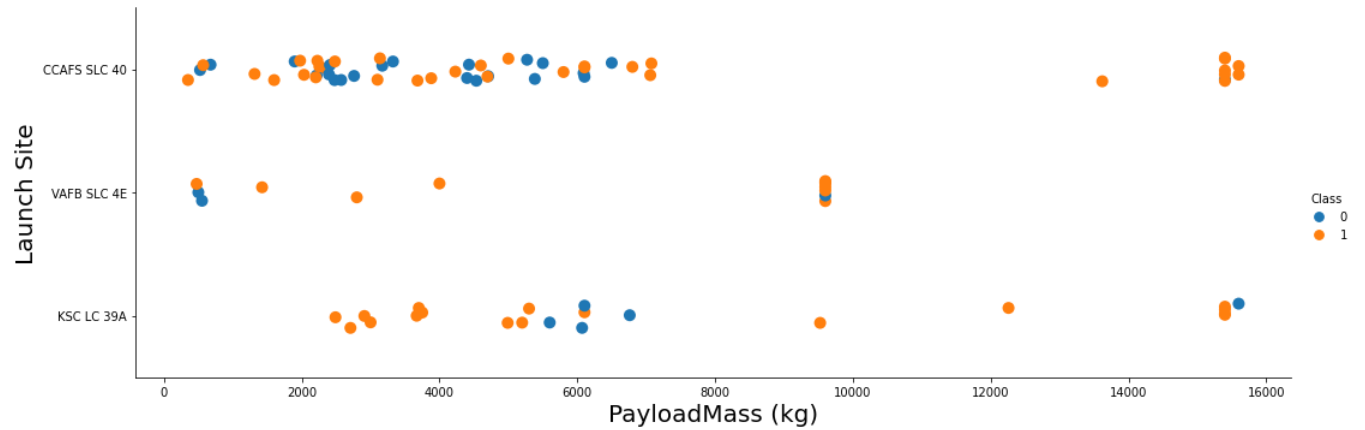 CCAFS SLC 40
VAFB SLC 4E
KSC LC 39A
Launch Site
0 2000 4000 6000 8000 10000 12000 14000 16000
PayloadMass (kg)
Class
0
1